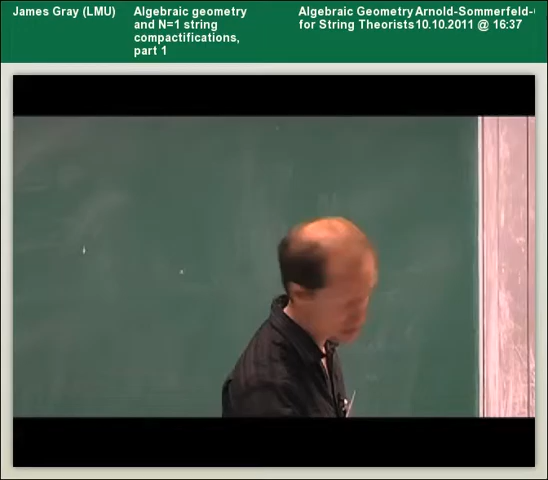 James Gray (LMU)
Algebraic geometry
and N=1 string
compactifications,
part 1
Algebraic Geometry
for String Theorists
Arnold-Sommerfeld-
10.10.2011 @ 16:37